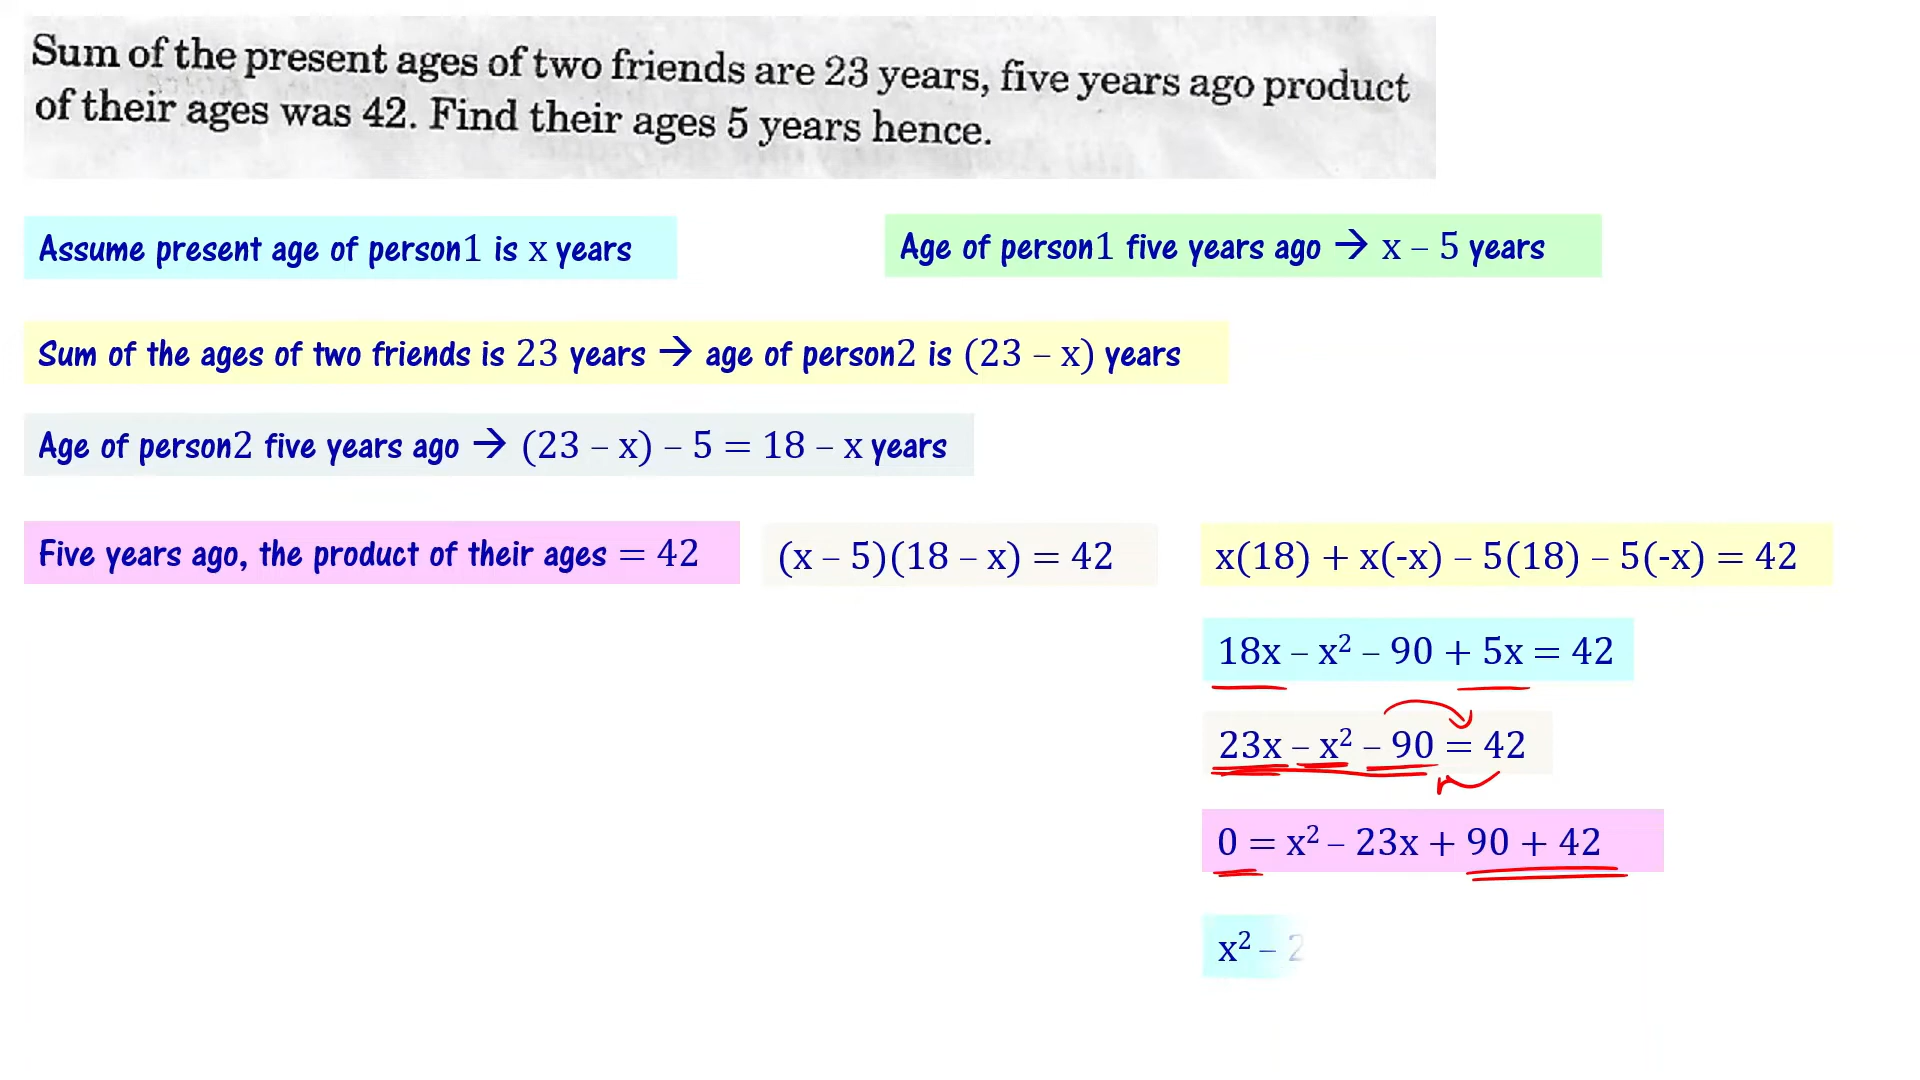 Sum of the present ages of two friends are 23 years, five years ago product
of their ages was 42. Find their ages 5 years hence.
Assume present age of person1 is x years
Age of person1 five years ago → x – 5 years
Sum of the ages of two friends is 23 years → age of person2 is (23 – x) years
Age of person2 five years ago → (23 – x) – 5 = 18 – x years
Five years ago, the product of their ages = 42
(x – 5)(18 – x) = 42
x(18) + x(-x) – 5(18) – 5(-x) = 42
18x – x² – 90 + 5x = 42
23x – x² – 90 = 42
0 = x² – 23x + 90 + 42
x² – 2